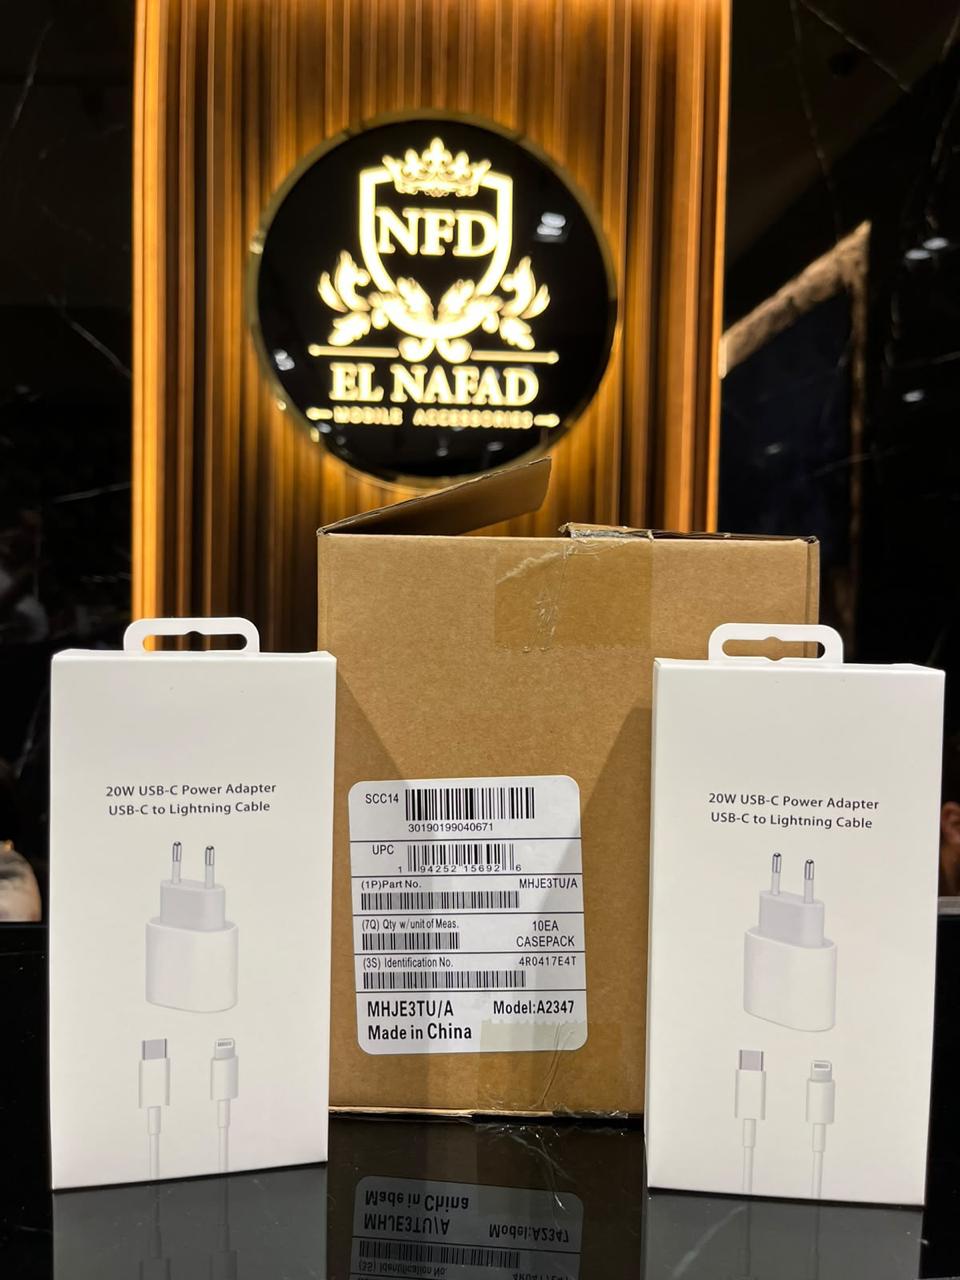 NFD
EL NAFAD
MOBILE ACCESSORIES
20W USB-C Power Adapter
USB-C to Lightning Cable
SCC14
30190199040671
UPC
1 94252 15692 6
(1P)Part No. MHJE3TU/A
(7Q) Qty w/unit of Meas. 10EA
CASEPACK
(3S) Identification No. 4R0417E4T
MHJE3TU/A Model:A2347
Made in China
20W USB-C Power Adapter
USB-C to Lightning Cable